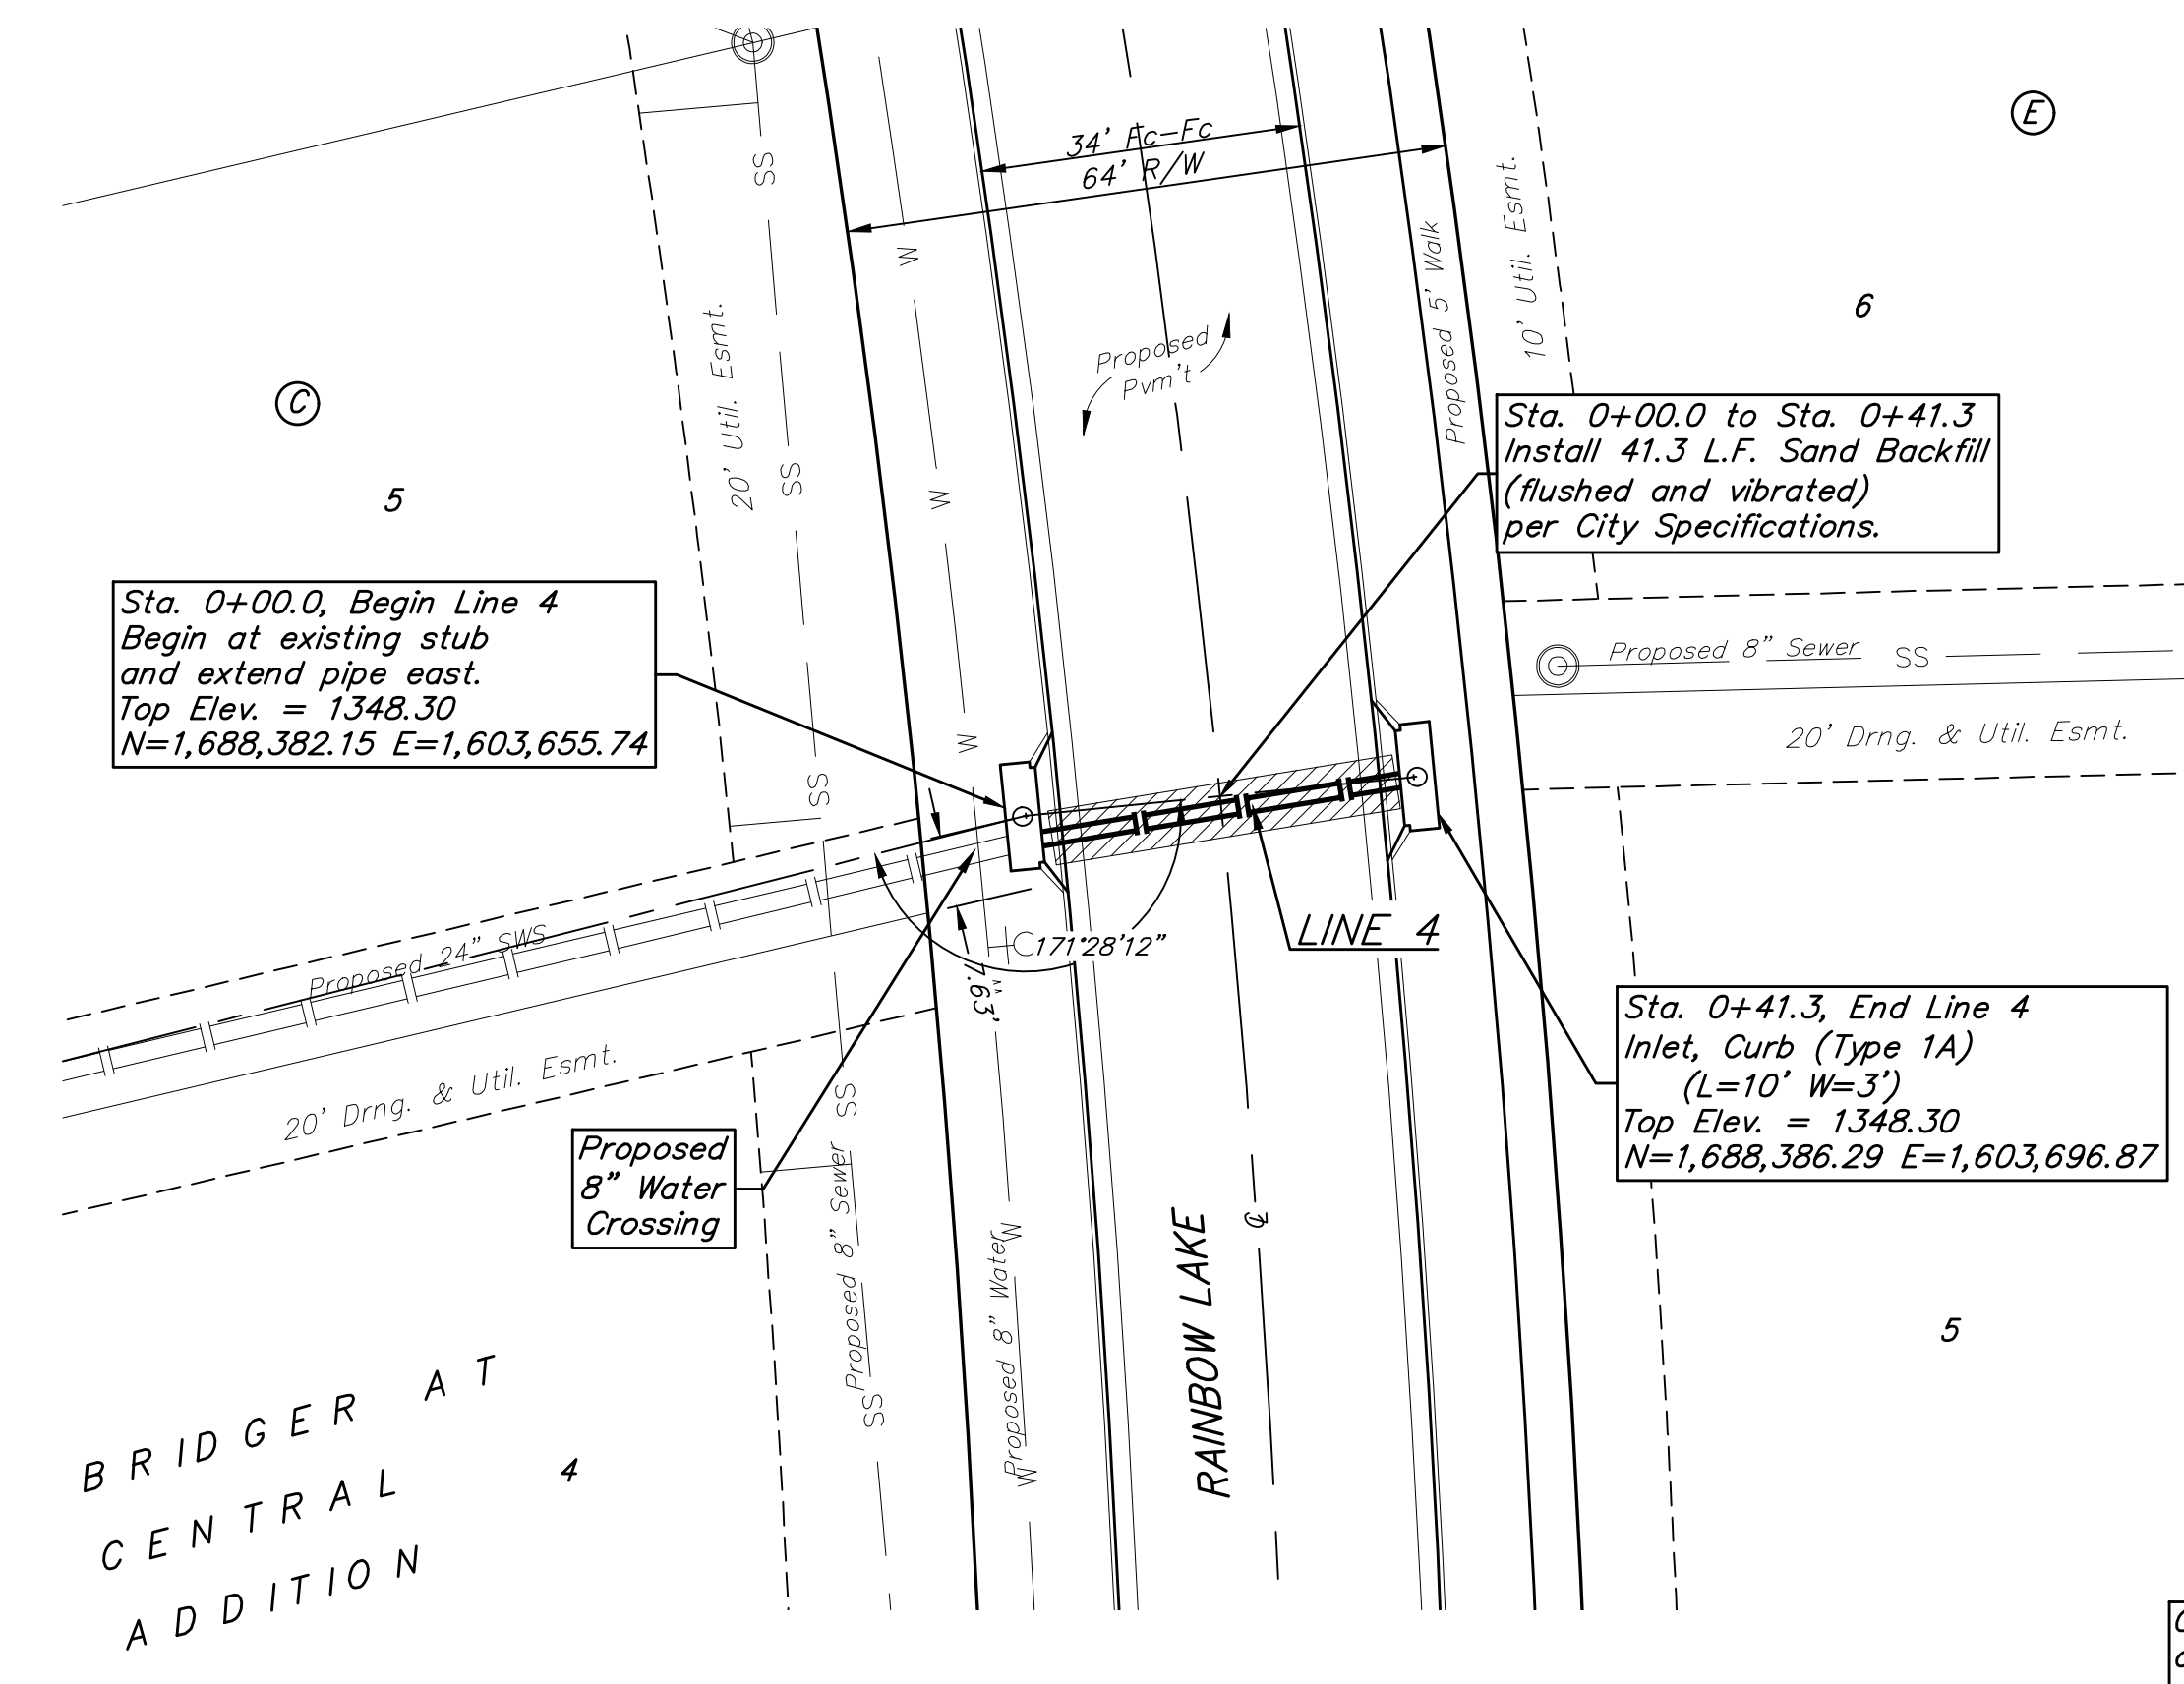 34' Fc-Fc
64' R/W
E
SS
W
20' Util. Esmt.
10' Util. Esmt.
Proposed 5' Walk
6
Proposed
Pvm't
C
5
Sta. 0+00.0 to Sta. 0+41.3
Install 41.3 L.F. Sand Backfill
(flushed and vibrated)
per City Specifications.
SS
W
Sta. 0+00.0, Begin Line 4
Begin at existing stub
and extend pipe east.
Top Elev. = 1348.30
N=1,688,382.15 E=1,603,655.74
Proposed 8" Sewer SS
20' Drng. & Util. Esmt.
W
SS
LINE 4
171°28'12"
7.63'
W
Proposed 24" SWS
20' Drng. & Util. Esmt.
Sta. 0+41.3, End Line 4
Inlet, Curb (Type 1A)
(L=10' W=3')
Top Elev. = 1348.30
N=1,688,386.29 E=1,603,696.87
Proposed
8" Water
Crossing
SS
Proposed 8" Sewer
SS
W
Proposed 8" Water
W
RAINBOW LAKE
℄
5
BRIDGER AT
CENTRAL
ADDITION
4